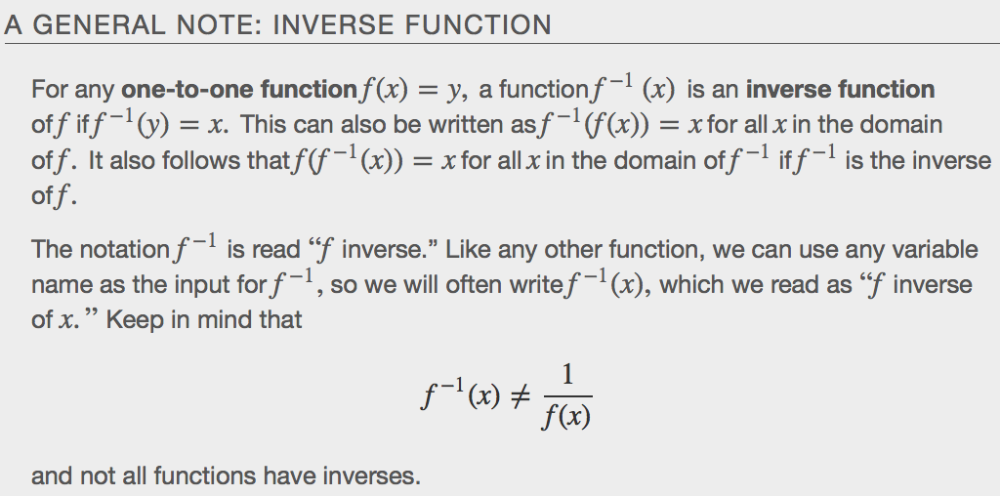 A GENERAL NOTE: INVERSE FUNCTION
For any one-to-one function f(x) = y, a function f⁻¹ (x) is an inverse function
of f if f⁻¹(y) = x. This can also be written as f⁻¹(f(x)) = x for all x in the domain
of f. It also follows that f(f⁻¹(x)) = x for all x in the domain of f⁻¹ if f⁻¹ is the inverse
of f.
The notation f⁻¹ is read “f inverse.” Like any other function, we can use any variable
name as the input for f⁻¹, so we will often write f⁻¹(x), which we read as “f inverse
of x.” Keep in mind that
f⁻¹(x) ≠ 1/f(x)
and not all functions have inverses.